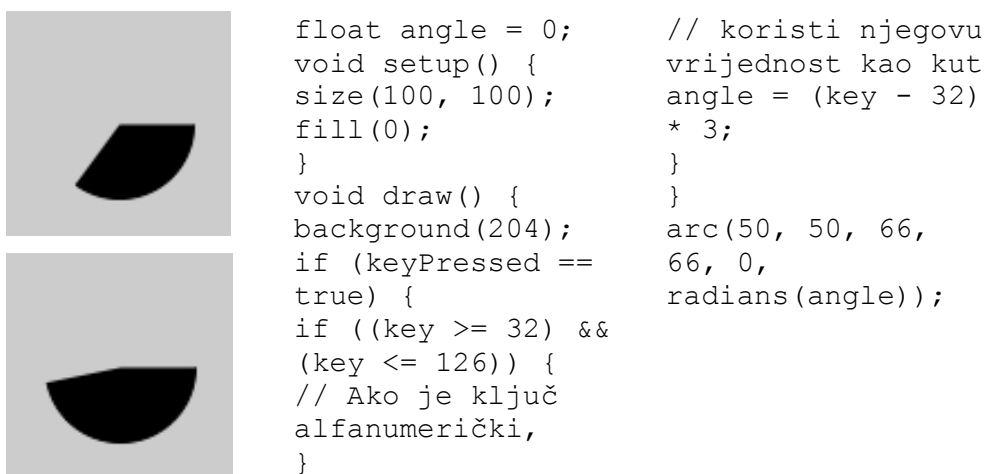 float angle = 0;
void setup() {
size(100, 100);
fill(0);
}
void draw() {
background(204);
if (keyPressed ==
true) {
if ((key >= 32) &&
(key <= 126)) {
// Ako je ključ
alfanumerički,
}
// koristi njegovu
vrijednost kao kut
angle = (key - 32)
* 3;
}
}
arc(50, 50, 66,
66, 0,
radians(angle));